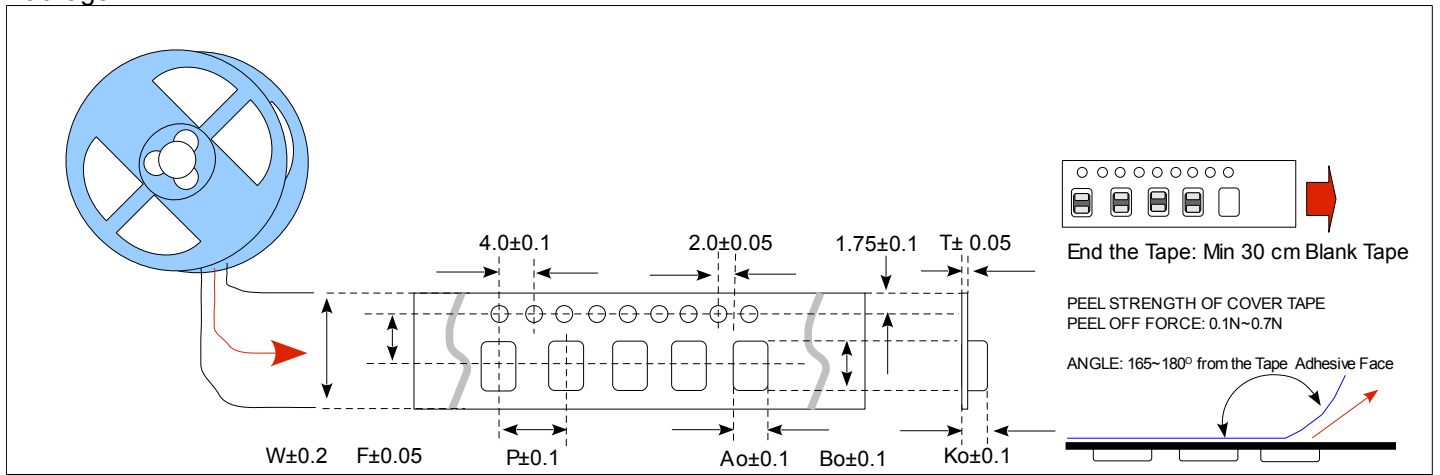 4.0±0.1 2.0±0.05 1.75±0.1 T± 0.05
End the Tape: Min 30 cm Blank Tape
PEEL STRENGTH OF COVER TAPE
PEEL OFF FORCE: 0.1N~0.7N
ANGLE: 165~180⁰ from the Tape Adhesive Face
W±0.2 F±0.05 P±0.1 Ao±0.1 Bo±0.1 Ko±0.1